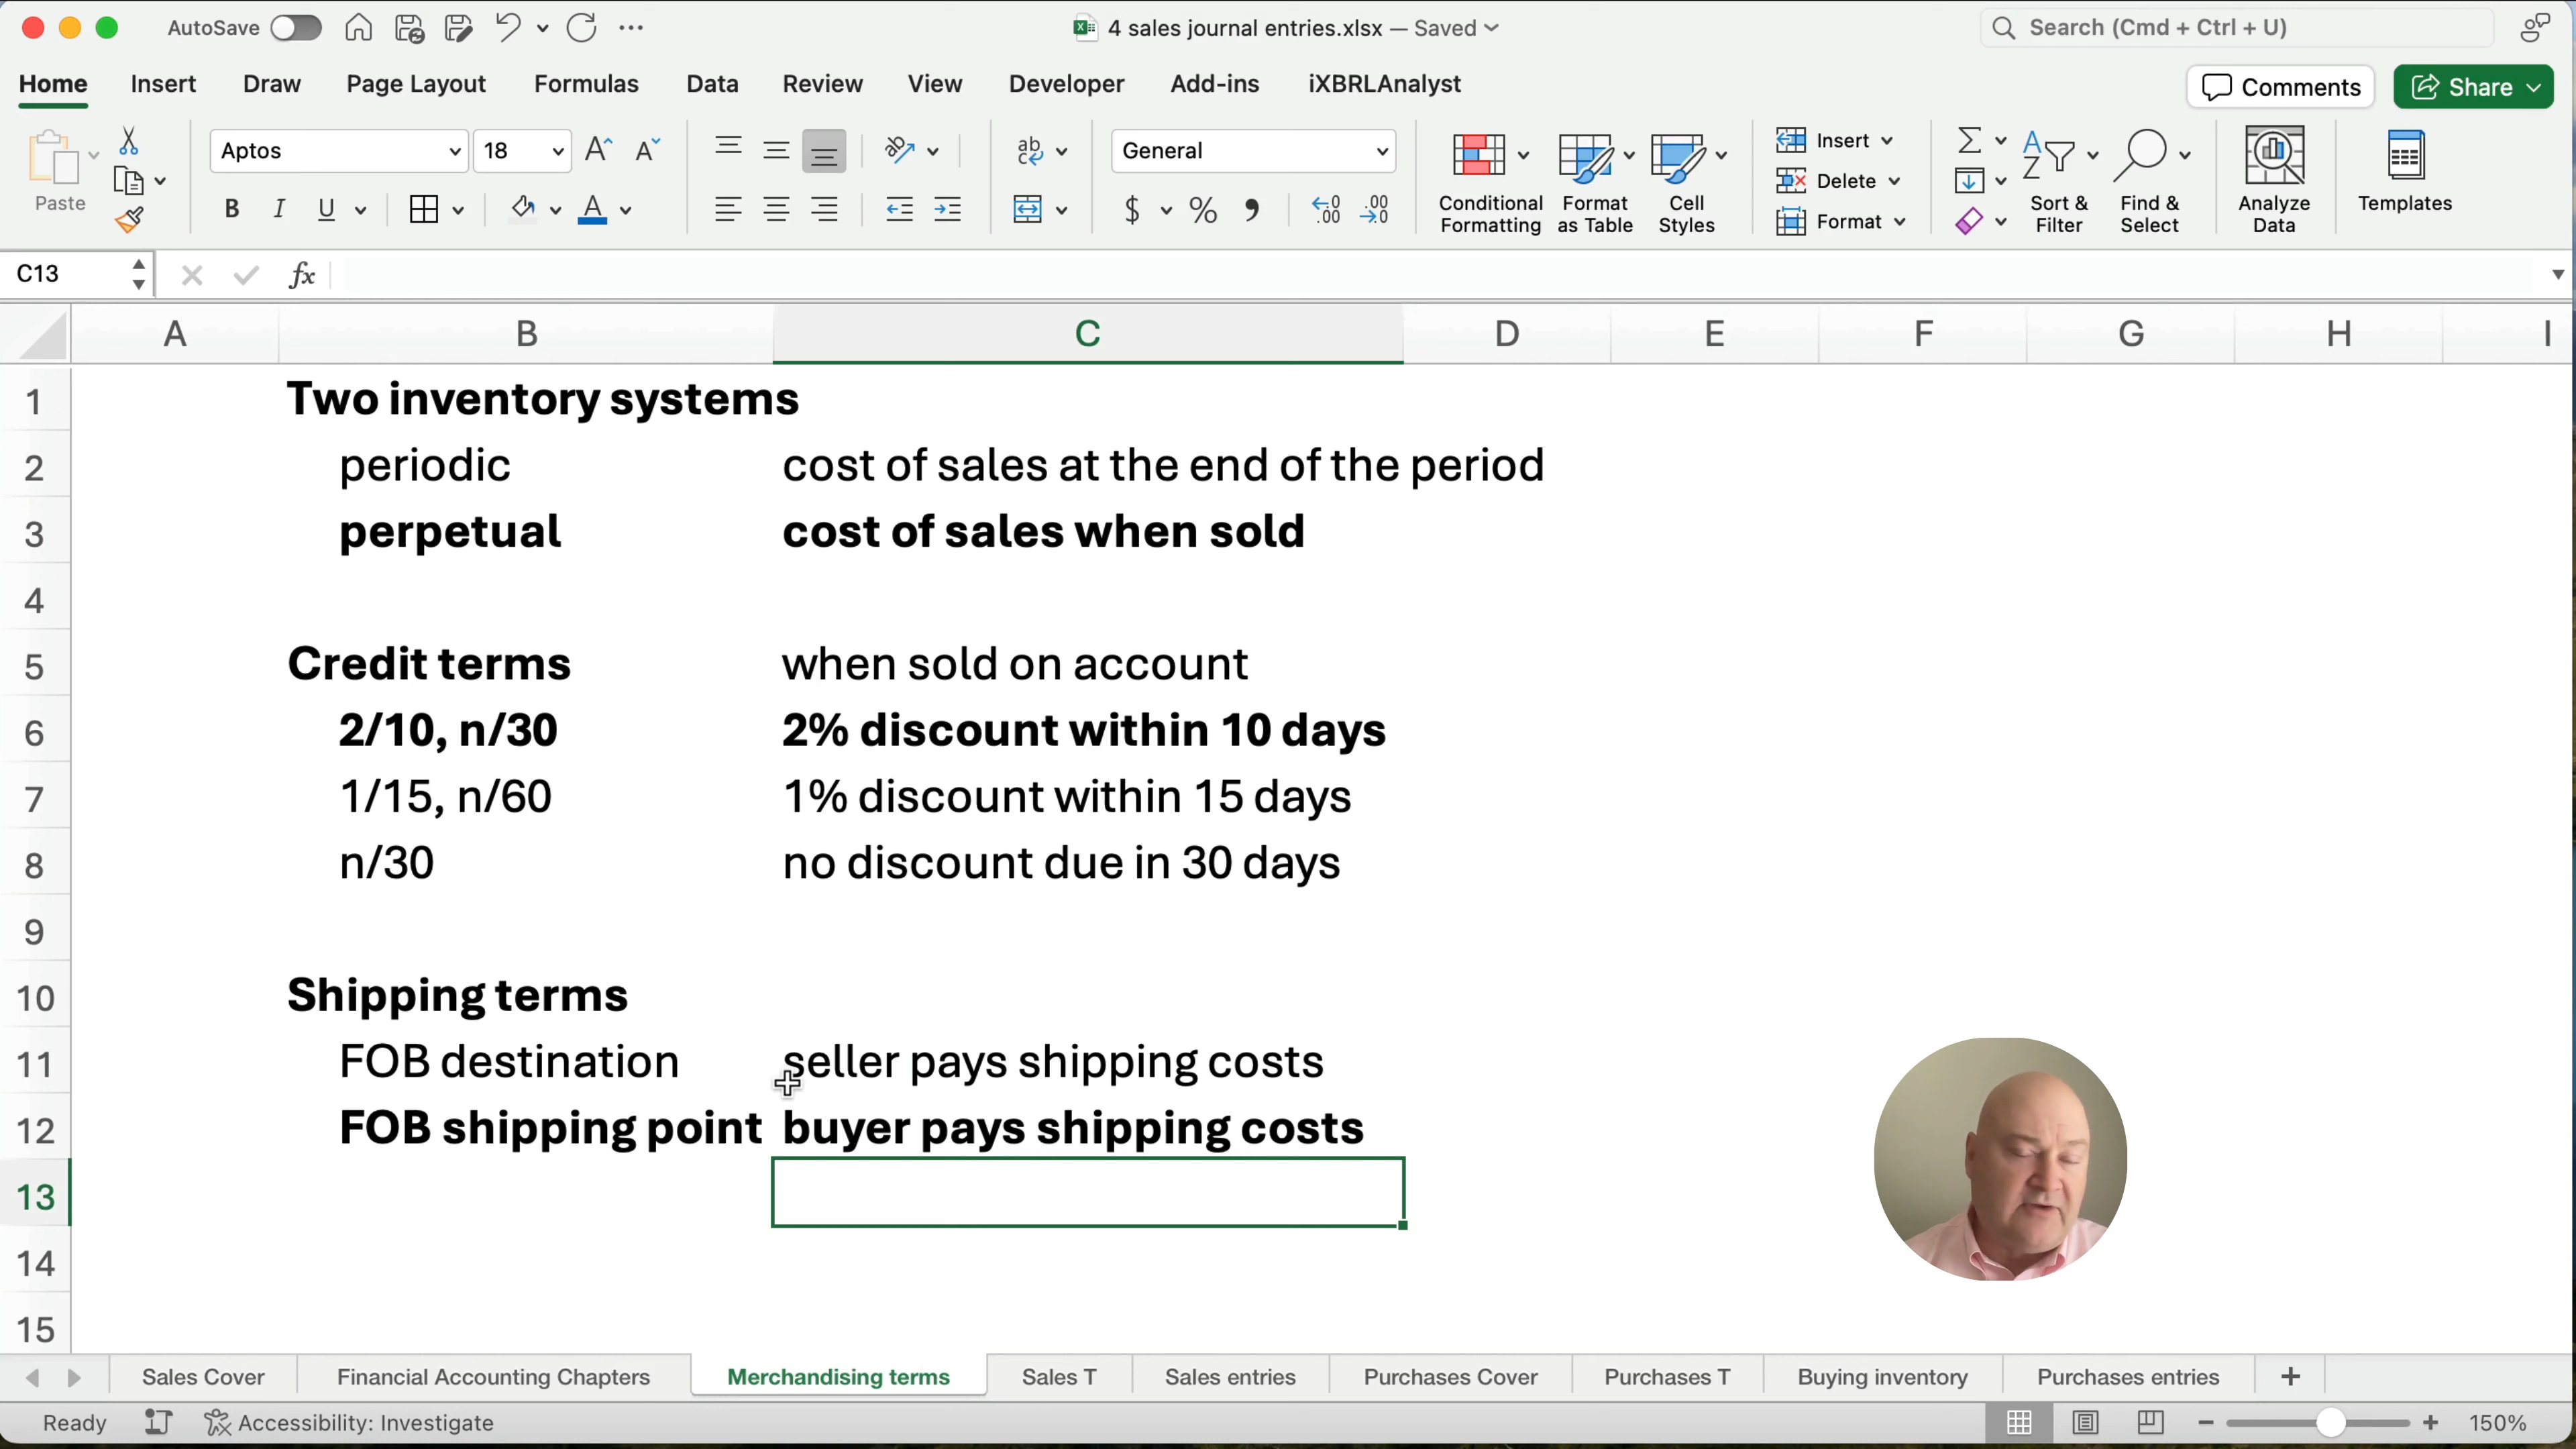 AutoSave
4 sales journal entries.xlsx — Saved
Search (Cmd + Ctrl + U)
Home Insert Draw Page Layout Formulas Data Review View Developer Add-ins iXBRLAnalyst
Comments Share
Paste
Aptos 18
General
B I U
Conditional Formatting
Format as Table
Cell Styles
Insert
Delete
Format
Sort & Filter
Find & Select
Analyze Data
Templates
C13 fx
A B C D E F G H I
1 Two inventory systems
2 periodic cost of sales at the end of the period
3 perpetual cost of sales when sold
4
5 Credit terms when sold on account
6 2/10, n/30 2% discount within 10 days
7 1/15, n/60 1% discount within 15 days
8 n/30 no discount due in 30 days
9
10 Shipping terms
11 FOB destination seller pays shipping costs
12 FOB shipping point buyer pays shipping costs
13
14
15
Sales Cover Financial Accounting Chapters Merchandising terms Sales T Sales entries Purchases Cover Purchases T Buying inventory Purchases entries +
Ready Accessibility: Investigate 150%